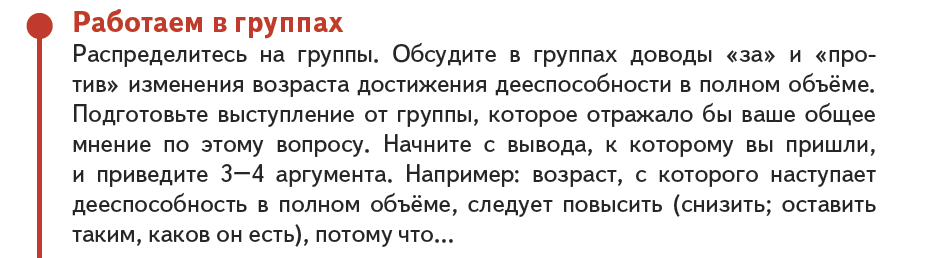 Работаем в группах
Распределитесь на группы. Обсудите в группах доводы «за» и «про-
тив» изменения возраста достижения дееспособности в полном объёме.
Подготовьте выступление от группы, которое отражало бы ваше общее
мнение по этому вопросу. Начните с вывода, к которому вы пришли,
и приведите 3—4 аргумента. Например: возраст, с которого наступает
дееспособность в полном объёме, следует повысить (снизить; оставить
таким, каков он есть), потому что...